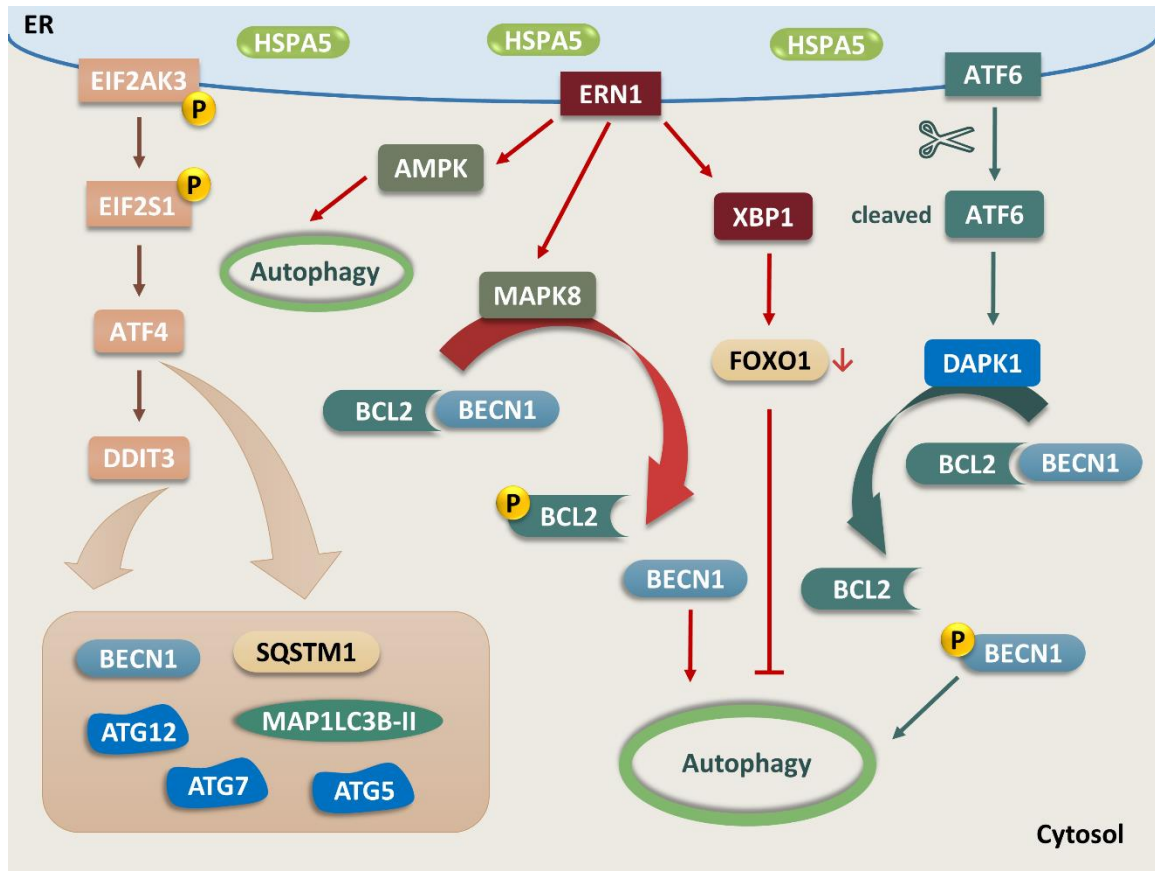 ER
HSPA5
HSPA5
HSPA5
EIF2AK3
P
ERN1
ATF6
AMPK
P
EIF2S1
XBP1
cleaved
ATF6
Autophagy
MAPK8
ATF4
FOXO1
DAPK1
BCL2
BECN1
DDIT3
BCL2
BECN1
P
BCL2
BECN1
BCL2
P
BECN1
BECN1
SQSTM1
ATG12
MAP1LC3B-II
ATG7
ATG5
Autophagy
Cytosol